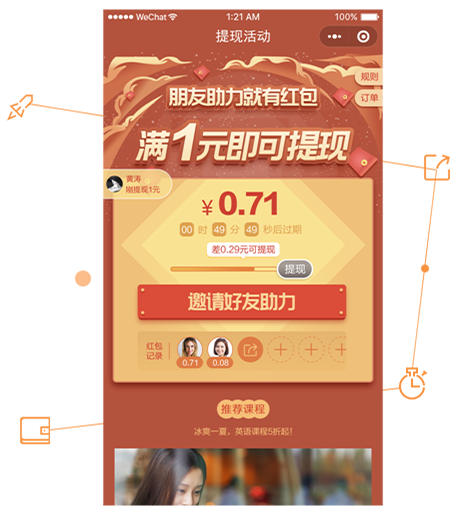 WeChat 1:21 AM 100%
提现活动
规则
朋友助力就有红包
订单
满1元即可提现
黄涛
刚提现1元
¥0.71
00 时 49 分 49 秒后过期
差0.29元可提现
提现
邀请好友助力
红包
记录
0.71 0.08
推荐课程
冰爽一夏，英语课程5折起！